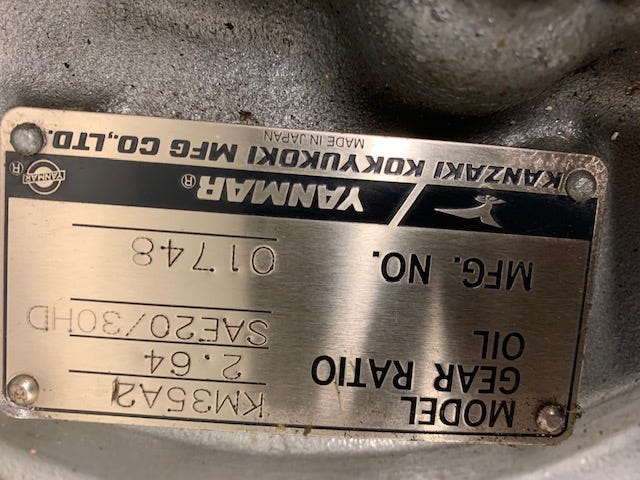 MODEL KM35A2
GEAR RATIO 2.64
OIL SAE20/30HD
MFG. NO. 01748
YANMAR® YANMAR ®
KANZAKI KOKYUKOKI MFG CO.,LTD.
MADE IN JAPAN